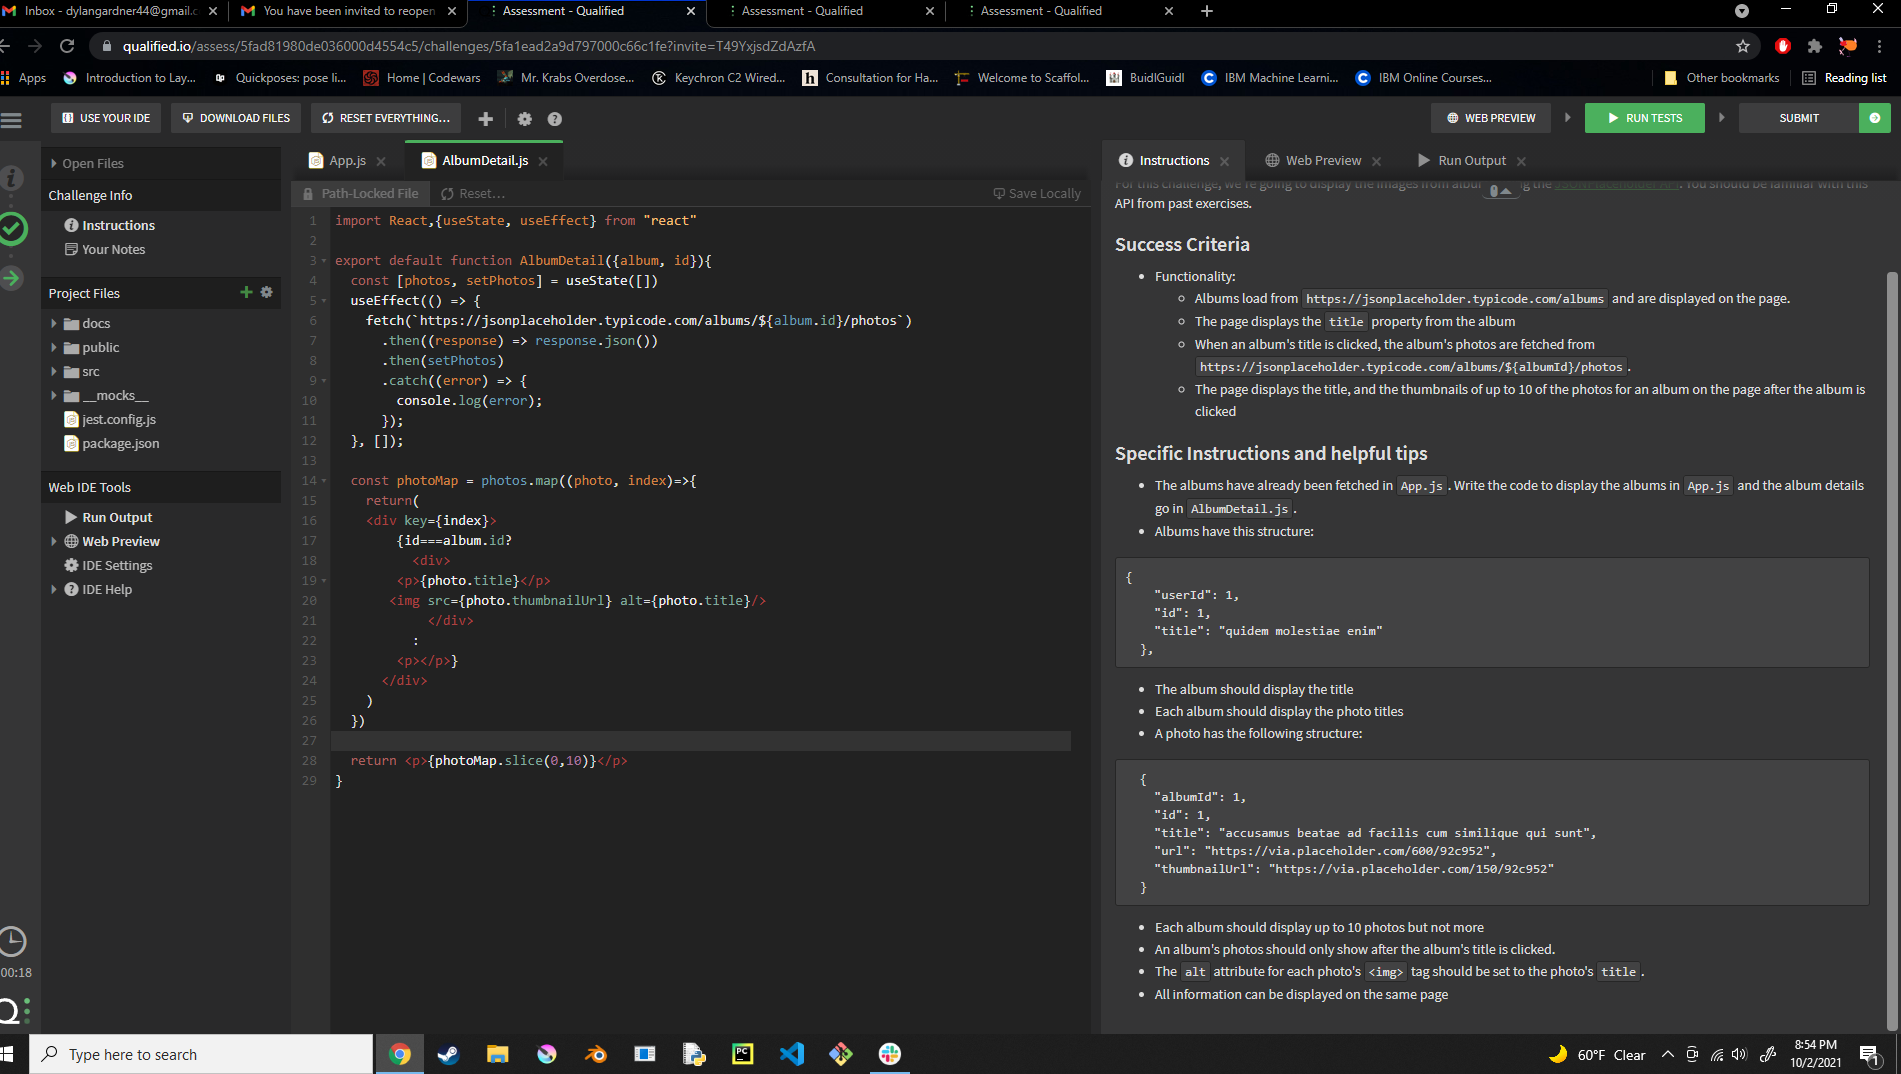 Inbox - dylangardner44@gmail.c
You have been invited to reopen
Assessment - Qualified
Assessment - Qualified
Assessment - Qualified
qualified.io/assess/5fad81980de036000d4554c5/challenges/5fa1ead2a9d797000c66c1fe?invite=T49YxjsdZdAzfA
Apps
Introduction to Lay...
Quickposes: pose li...
Home | Codewars
Mr. Krabs Overdose...
Keychron C2 Wired...
Consultation for Ha...
Welcome to Scaffol...
BuidlGuidl
IBM Machine Learni...
IBM Online Courses...
Other bookmarks
Reading list
USE YOUR IDE
DOWNLOAD FILES
RESET EVERYTHING...
WEB PREVIEW
RUN TESTS
SUBMIT
Open Files
Challenge Info
Instructions
Your Notes
Project Files
docs
public
src
__mocks__
jest.config.js
package.json
Web IDE Tools
Run Output
Web Preview
IDE Settings
IDE Help
00:18
App.js
AlbumDetail.js
Path-Locked File
Reset...
Save Locally
1 import React,{useState, useEffect} from "react"
2
3 export default function AlbumDetail({album, id}){
4 const [photos, setPhotos] = useState([])
5 useEffect(() => {
6 fetch(`https://jsonplaceholder.typicode.com/albums/${album.id}/photos`)
7 .then((response) => response.json())
8 .then(setPhotos)
9 .catch((error) => {
10 console.log(error);
11 });
12 }, []);
13
14 const photoMap = photos.map((photo, index)=>{
15 return(
16 <div key={index}>
17 {id===album.id?
18 <div>
19 <p>{photo.title}</p>
20 <img src={photo.thumbnailUrl} alt={photo.title}/>
21 </div>
22 :
23 <p></p>}
24 </div>
25 )
26 })
27
28 return <p>{photoMap.slice(0,10)}</p>
29 }
Instructions
Web Preview
Run Output
For this challenge, we're going to display the images from album the JSONPlaceholder API. You should be familiar with this
API from past exercises.
Success Criteria
Functionality:
Albums load from https://jsonplaceholder.typicode.com/albums and are displayed on the page.
The page displays the title property from the album
When an album's title is clicked, the album's photos are fetched from
https://jsonplaceholder.typicode.com/albums/${albumId}/photos.
The page displays the title, and the thumbnails of up to 10 of the photos for an album on the page after the album is
clicked
Specific Instructions and helpful tips
The albums have already been fetched in App.js. Write the code to display the albums in App.js and the album details
go in AlbumDetail.js.
Albums have this structure:
{
"userId": 1,
"id": 1,
"title": "quidem molestiae enim"
},
The album should display the title
Each album should display the photo titles
A photo has the following structure:
{
"albumId": 1,
"id": 1,
"title": "accusamus beatae ad facilis cum similique qui sunt",
"url": "https://via.placeholder.com/600/92c952",
"thumbnailUrl": "https://via.placeholder.com/150/92c952"
}
Each album should display up to 10 photos but not more
An album's photos should only show after the album's title is clicked.
The alt attribute for each photo's <img> tag should be set to the photo's title.
All information can be displayed on the same page
Type here to search
60°F Clear
8:54 PM
10/2/2021
1